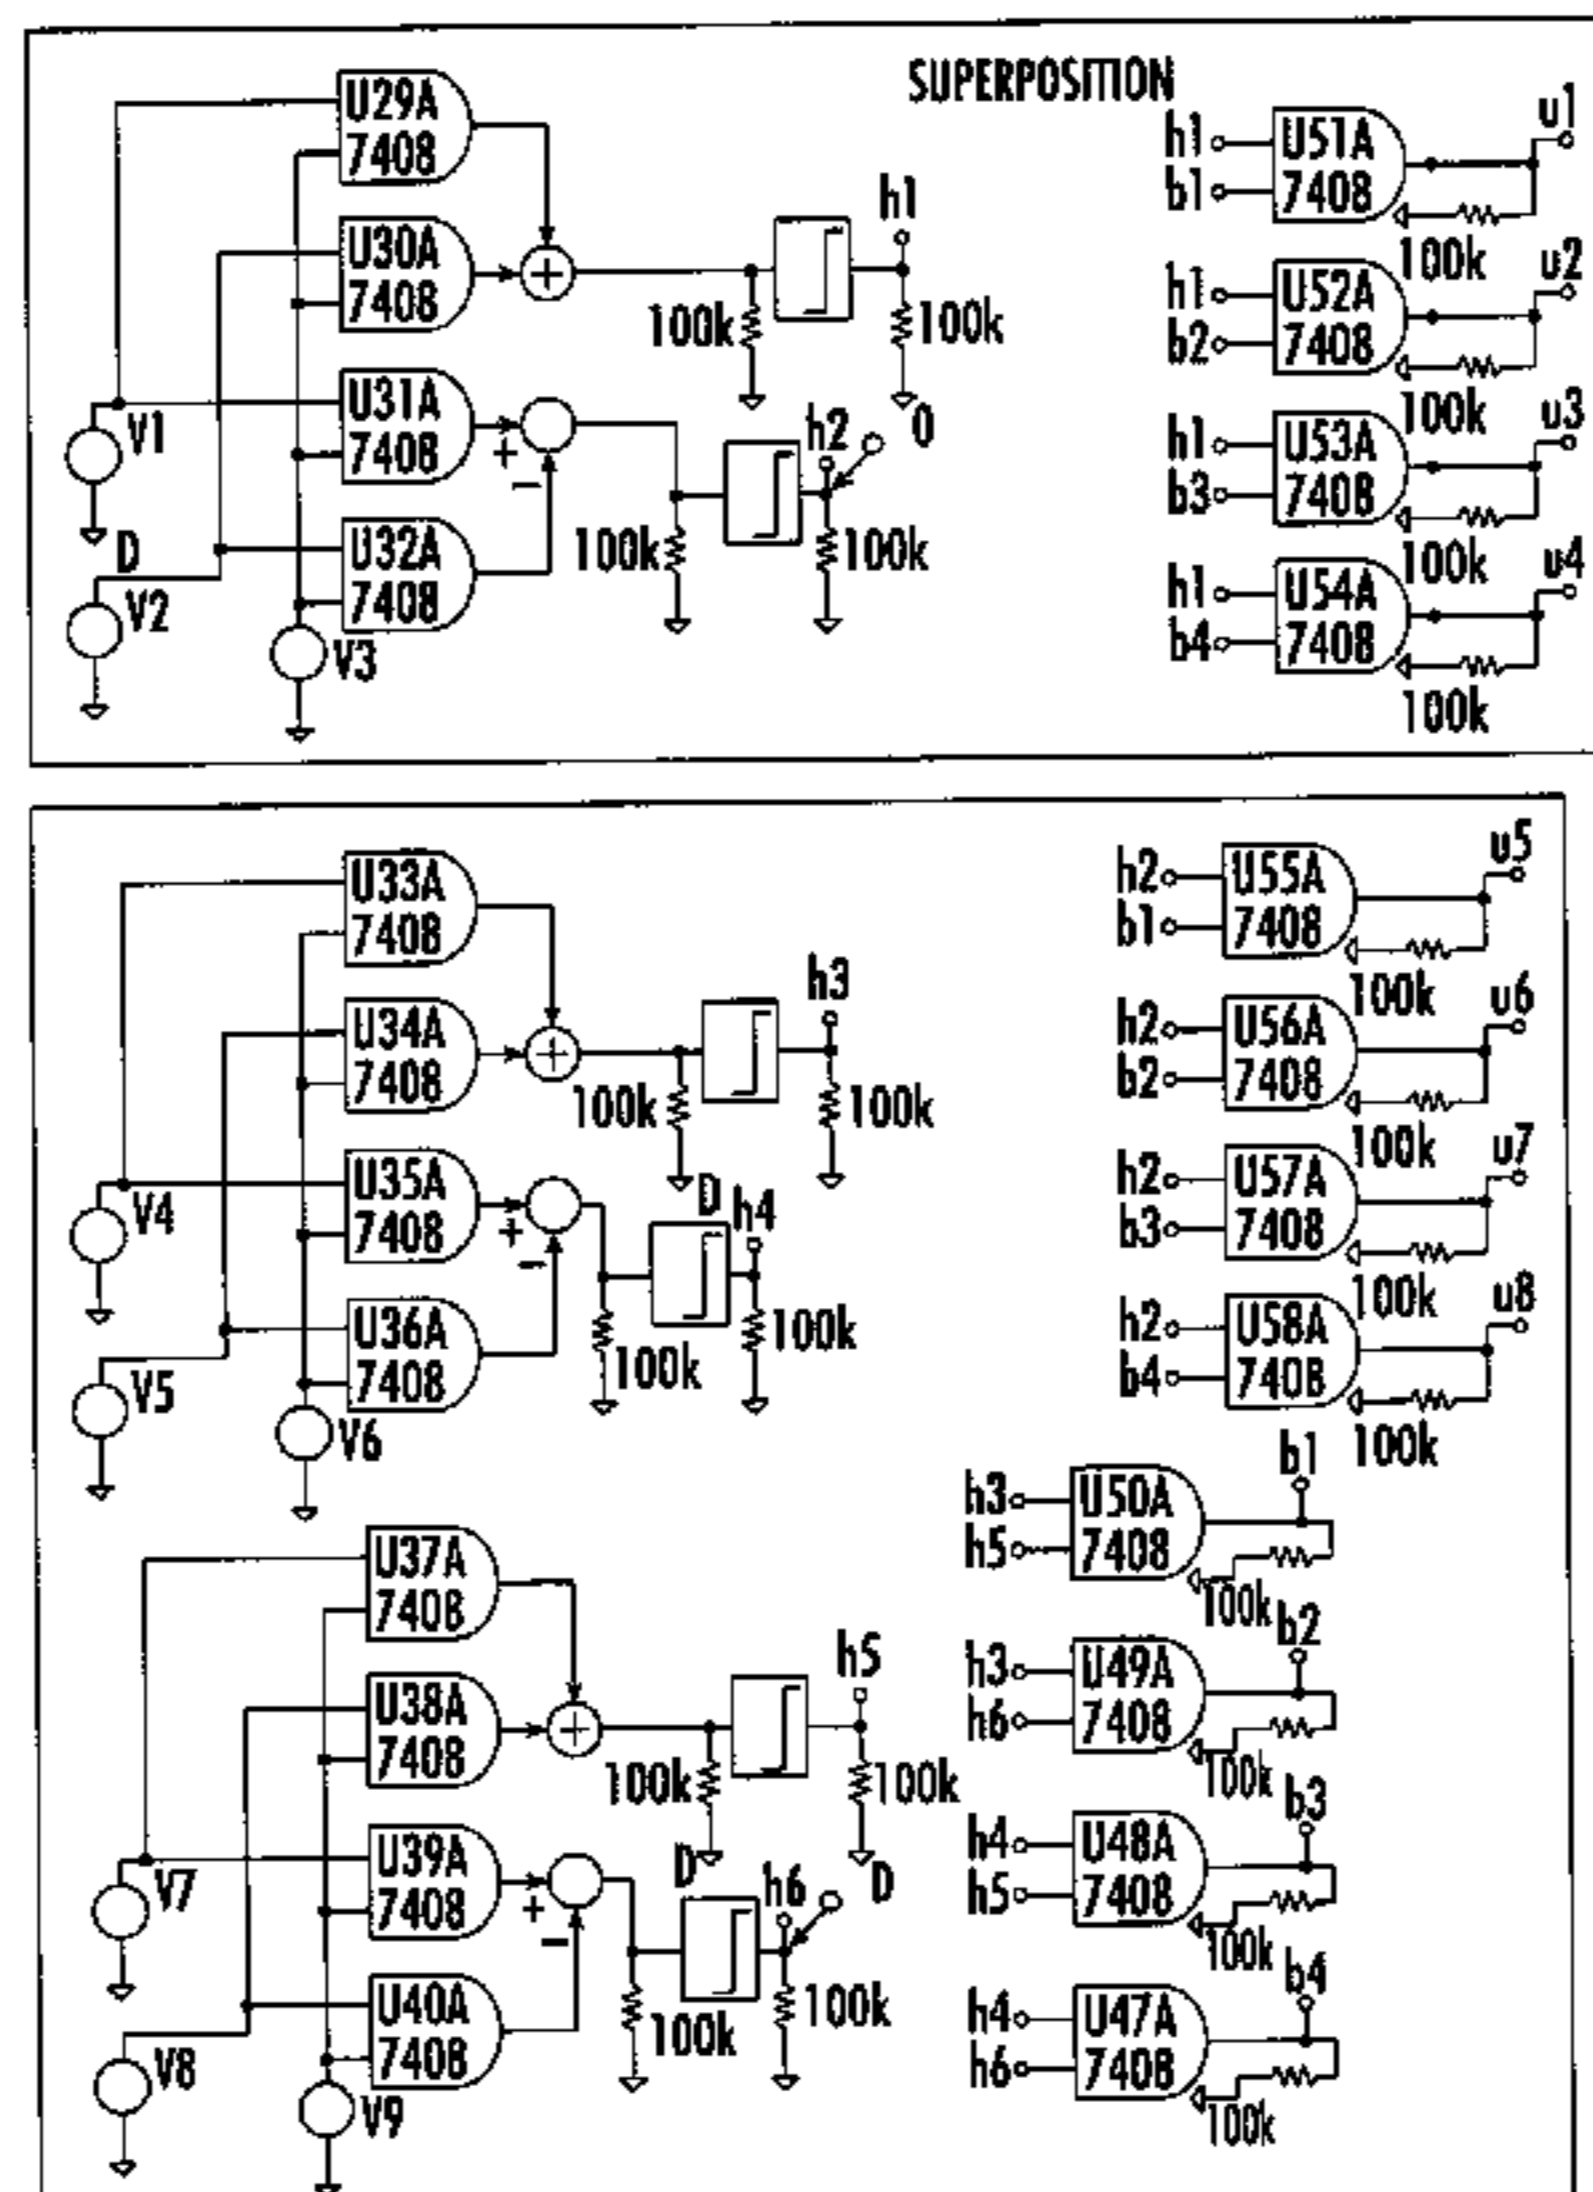 SUPERPOSITION
U29A
7408
U30A
7408
U31A
7408
U32A
7408
V1
D
V2
V3
h1
100k
100k
h2
O
100k
100k
h1
b1
U51A
7408
u1
100k
h1
b2
U52A
7408
u2
100k
h1
b3
U53A
7408
u3
100k
h1
b4
U54A
7408
u4
100k
U33A
7408
U34A
7408
U35A
7408
U36A
7408
V4
V5
V6
+
−
h3
100k
100k
D
h4
100k
100k
h2
b1
U55A
7408
u5
100k
h2
b2
U56A
7408
u6
100k
h2
b3
U57A
7408
u7
100k
h2
b4
U58A
7408
u8
100k
U37A
7408
U38A
7408
U39A
7408
U40A
7408
V7
V8
V9
+
−
h5
100k
100k
D
D
h6
100k
100k
h3
h5
U50A
7408
b1
100k
h3
h6
U49A
7408
b2
100k
h4
h5
U48A
7408
b3
100k
h4
h6
U47A
7408
b4
100k